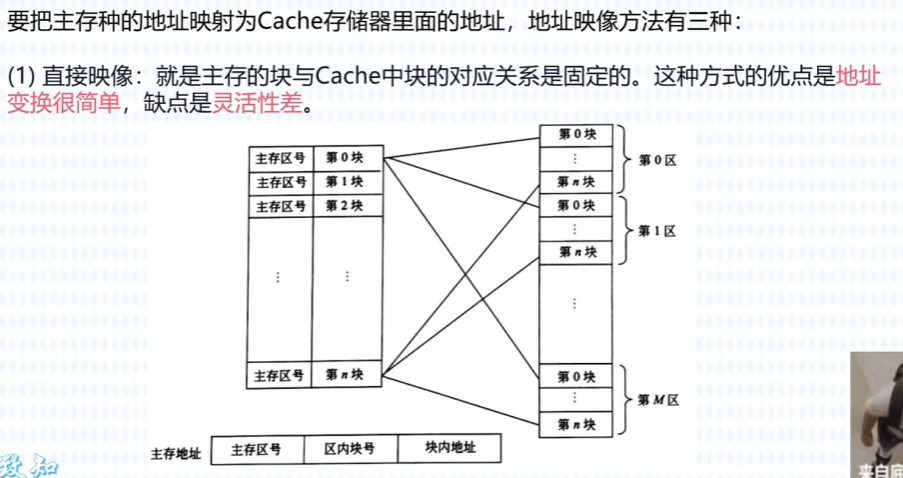 要把主存种的地址映射为Cache存储器里面的地址，地址映像方法有三种：
(1) 直接映像：就是主存的块与Cache中块的对应关系是固定的。这种方式的优点是地址
变换很简单，缺点是灵活性差。
主存区号 第0块
主存区号 第1块
主存区号 第2块
⋮ ⋮
主存区号 第n块
第0块
⋮
第n块
第0区
第0块
⋮
第n块
第1区
⋮
第0块
⋮
第n块
第M区
主存地址 主存区号 区内块号 块内地址
知
来自